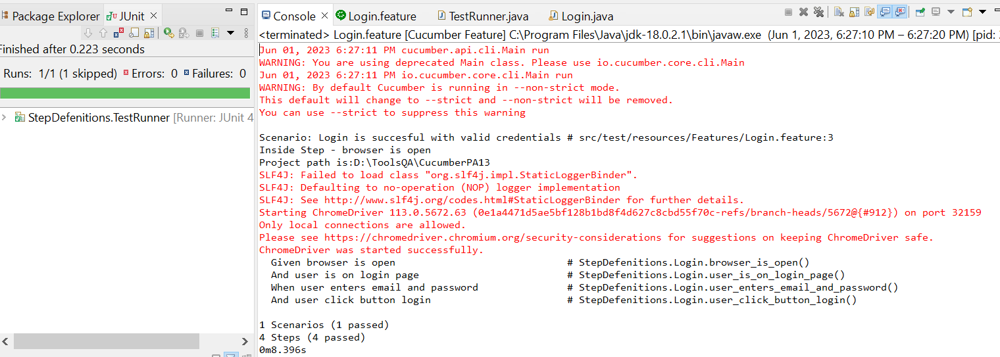 Package Explorer
JUnit
Finished after 0.223 seconds
Runs: 1/1 (1 skipped) Errors: 0 Failures: 0
StepDefenitions.TestRunner [Runner: JUnit 4
Console Login.feature TestRunner.java Login.java
<terminated> Login.feature [Cucumber Feature] C:\Program Files\Java\jdk-18.0.2.1\bin\javaw.exe (Jun 1, 2023, 6:27:10 PM – 6:27:20 PM) [pid:
Jun 01, 2023 6:27:11 PM cucumber.api.cli.Main run
WARNING: You are using deprecated Main class. Please use io.cucumber.core.cli.Main
Jun 01, 2023 6:27:11 PM io.cucumber.core.cli.Main run
WARNING: By default Cucumber is running in --non-strict mode.
This default will change to --strict and --non-strict will be removed.
You can use --strict to suppress this warning
Scenario: Login is succesful with valid credentials # src/test/resources/Features/Login.feature:3
Inside Step - browser is open
Project path is:D:\ToolsQA\CucumberPA13
SLF4J: Failed to load class "org.slf4j.impl.StaticLoggerBinder".
SLF4J: Defaulting to no-operation (NOP) logger implementation
SLF4J: See http://www.slf4j.org/codes.html#StaticLoggerBinder for further details.
Starting ChromeDriver 113.0.5672.63 (0e1a4471d5ae5bf128b1bd8f4d627c8cbd55f70c-refs/branch-heads/5672@{#912}) on port 32159
Only local connections are allowed.
Please see https://chromedriver.chromium.org/security-considerations for suggestions on keeping ChromeDriver safe.
ChromeDriver was started successfully.
Given browser is open # StepDefenitions.Login.browser_is_open()
And user is on login page # StepDefenitions.Login.user_is_on_login_page()
When user enters email and password # StepDefenitions.Login.user_enters_email_and_password()
And user click button login # StepDefenitions.Login.user_click_button_login()
1 Scenarios (1 passed)
4 Steps (4 passed)
0m8.396s